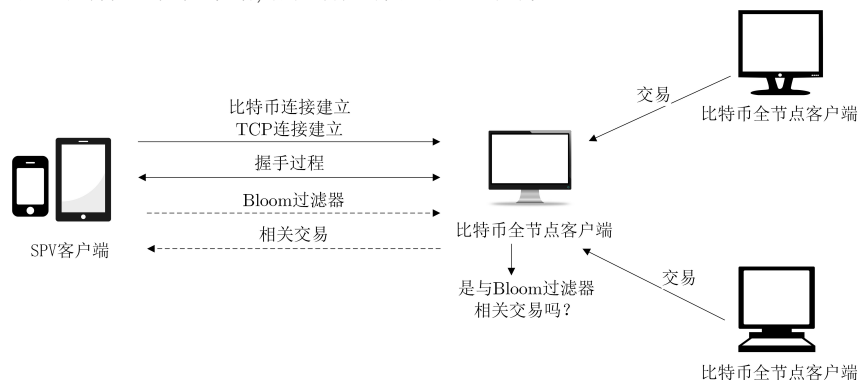 交易
比特币全节点客户端
比特币连接建立
TCP连接建立
握手过程
Bloom过滤器
相关交易
SPV客户端
比特币全节点客户端
是与Bloom过滤器
相关交易吗?
交易
比特币全节点客户端